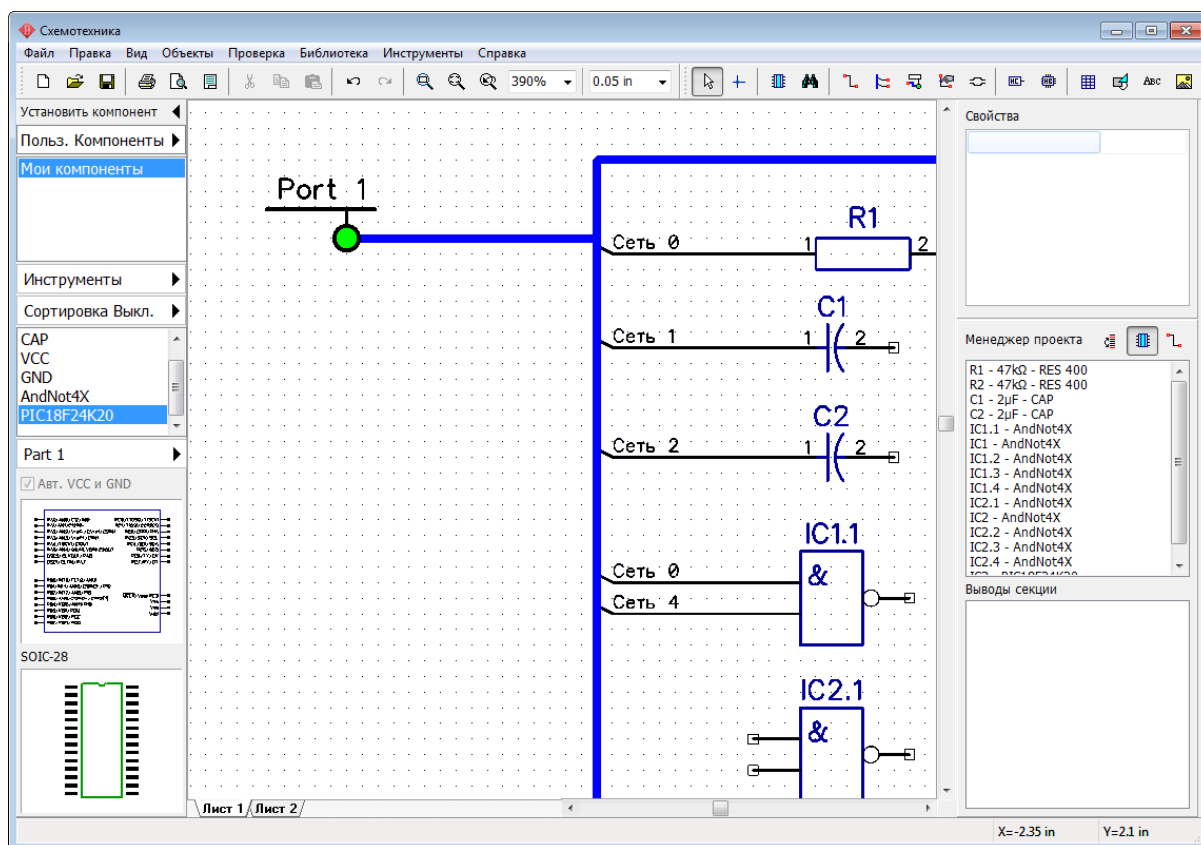 Схемотехника
Файл Правка Вид Объекты Проверка Библиотека Инструменты Справка
390% 0.05 in ABC
Установить компонент
Польз. Компоненты
Мои компоненты
Инструменты
Сортировка Выкл.
CAP
VCC
GND
AndNot4X
PIC18F24K20
Part 1
Авт. VCC и GND
SOIC-28
Port 1
Сеть 0
1
R1
2
Сеть 1
1
C1
2
Сеть 2
1
C2
2
IC1.1
&
Сеть 0
Сеть 4
IC2.1
&
Лист 1 Лист 2
Свойства
Менеджер проекта
R1 - 47kΩ - RES 400
R2 - 47kΩ - RES 400
C1 - 2µF - CAP
C2 - 2µF - CAP
IC1.1 - AndNot4X
IC1 - AndNot4X
IC1.2 - AndNot4X
IC1.3 - AndNot4X
IC1.4 - AndNot4X
IC2.1 - AndNot4X
IC2 - AndNot4X
IC2.2 - AndNot4X
IC2.3 - AndNot4X
IC2.4 - AndNot4X
Выводы секции
X=-2.35 in Y=2.1 in